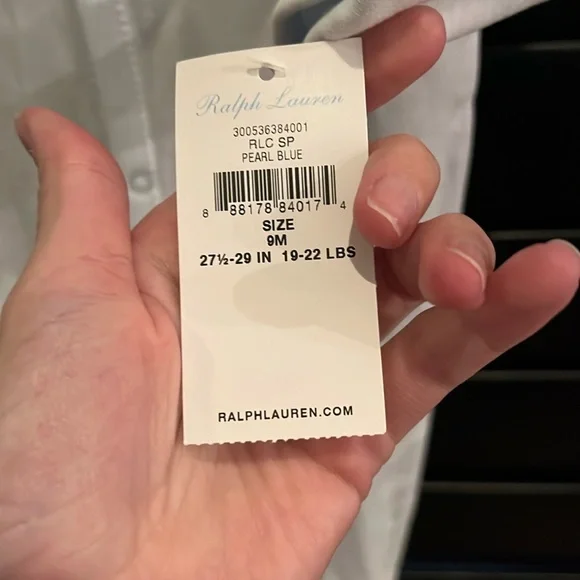 Ralph Lauren
300536384001
RLC SP
PEARL BLUE
8 88178 84017 4
SIZE
9M
27½-29 IN 19-22 LBS
RALPHLAUREN.COM